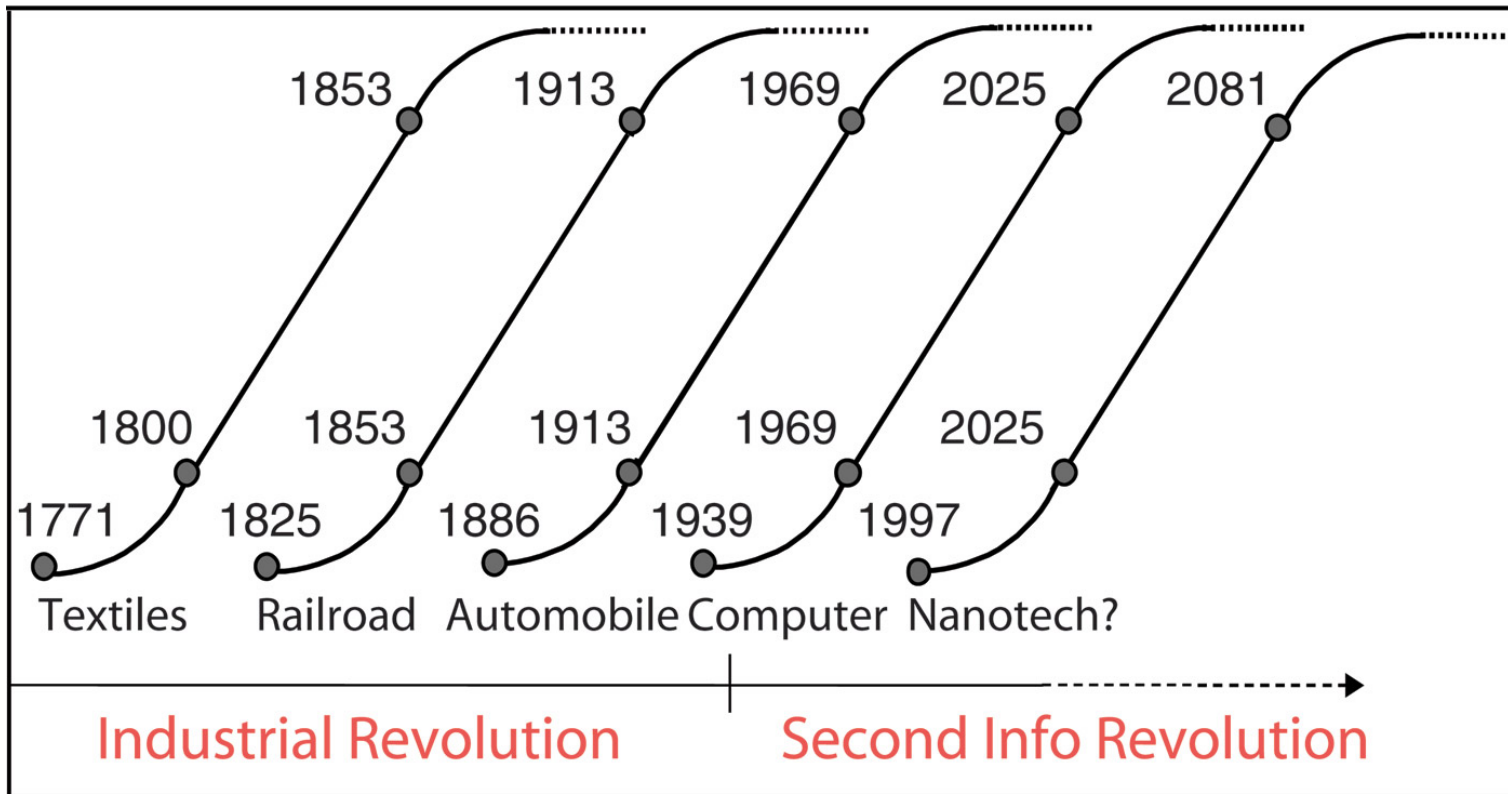 1853 1913 1969 2025 2081
1800 1853 1913 1969 2025
1771 1825 1886 1939 1997
Textiles Railroad Automobile Computer Nanotech?
Industrial Revolution Second Info Revolution